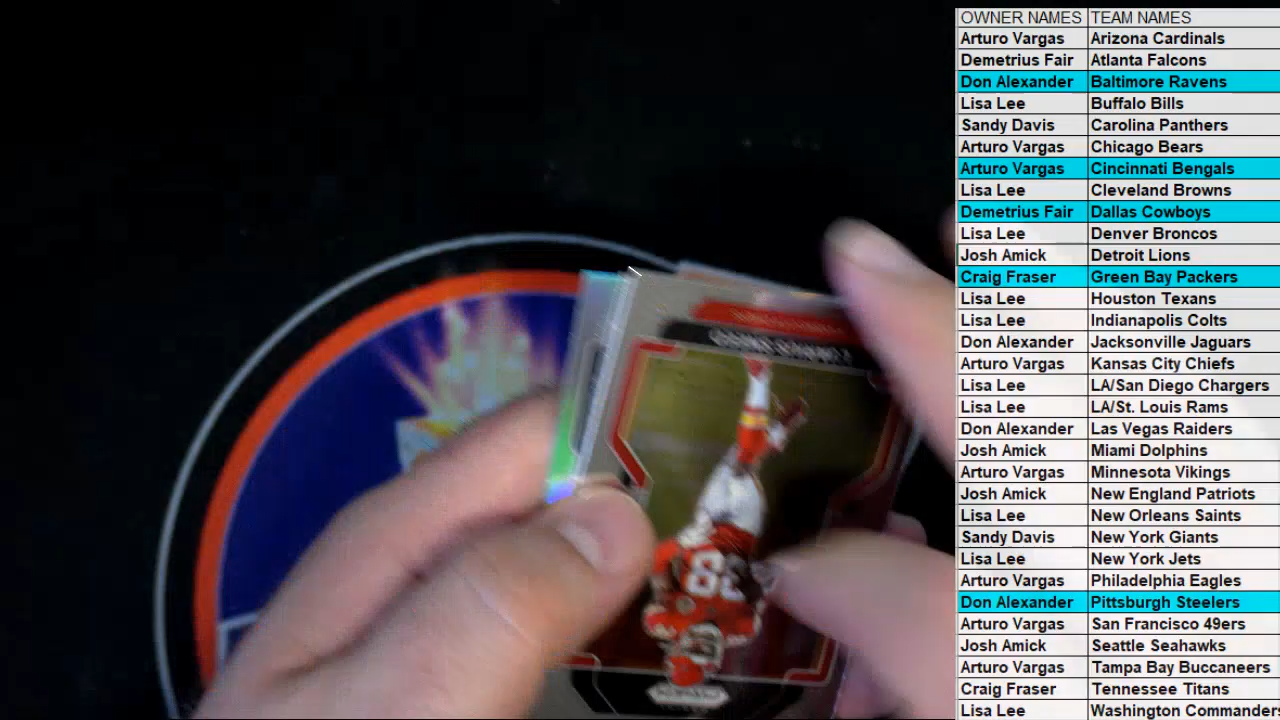 OWNER NAMES TEAM NAMES
Arturo Vargas Arizona Cardinals
Demetrius Fair Atlanta Falcons
Don Alexander Baltimore Ravens
Lisa Lee Buffalo Bills
Sandy Davis Carolina Panthers
Arturo Vargas Chicago Bears
Arturo Vargas Cincinnati Bengals
Lisa Lee Cleveland Browns
Demetrius Fair Dallas Cowboys
Lisa Lee Denver Broncos
Josh Amick Detroit Lions
Craig Fraser Green Bay Packers
Lisa Lee Houston Texans
Lisa Lee Indianapolis Colts
Don Alexander Jacksonville Jaguars
Arturo Vargas Kansas City Chiefs
Lisa Lee LA/San Diego Chargers
Lisa Lee LA/St. Louis Rams
Don Alexander Las Vegas Raiders
Josh Amick Miami Dolphins
Arturo Vargas Minnesota Vikings
Josh Amick New England Patriots
Lisa Lee New Orleans Saints
Sandy Davis New York Giants
Lisa Lee New York Jets
Arturo Vargas Philadelphia Eagles
Don Alexander Pittsburgh Steelers
Arturo Vargas San Francisco 49ers
Josh Amick Seattle Seahawks
Arturo Vargas Tampa Bay Buccaneers
Craig Fraser Tennessee Titans
Lisa Lee Washington Commanders